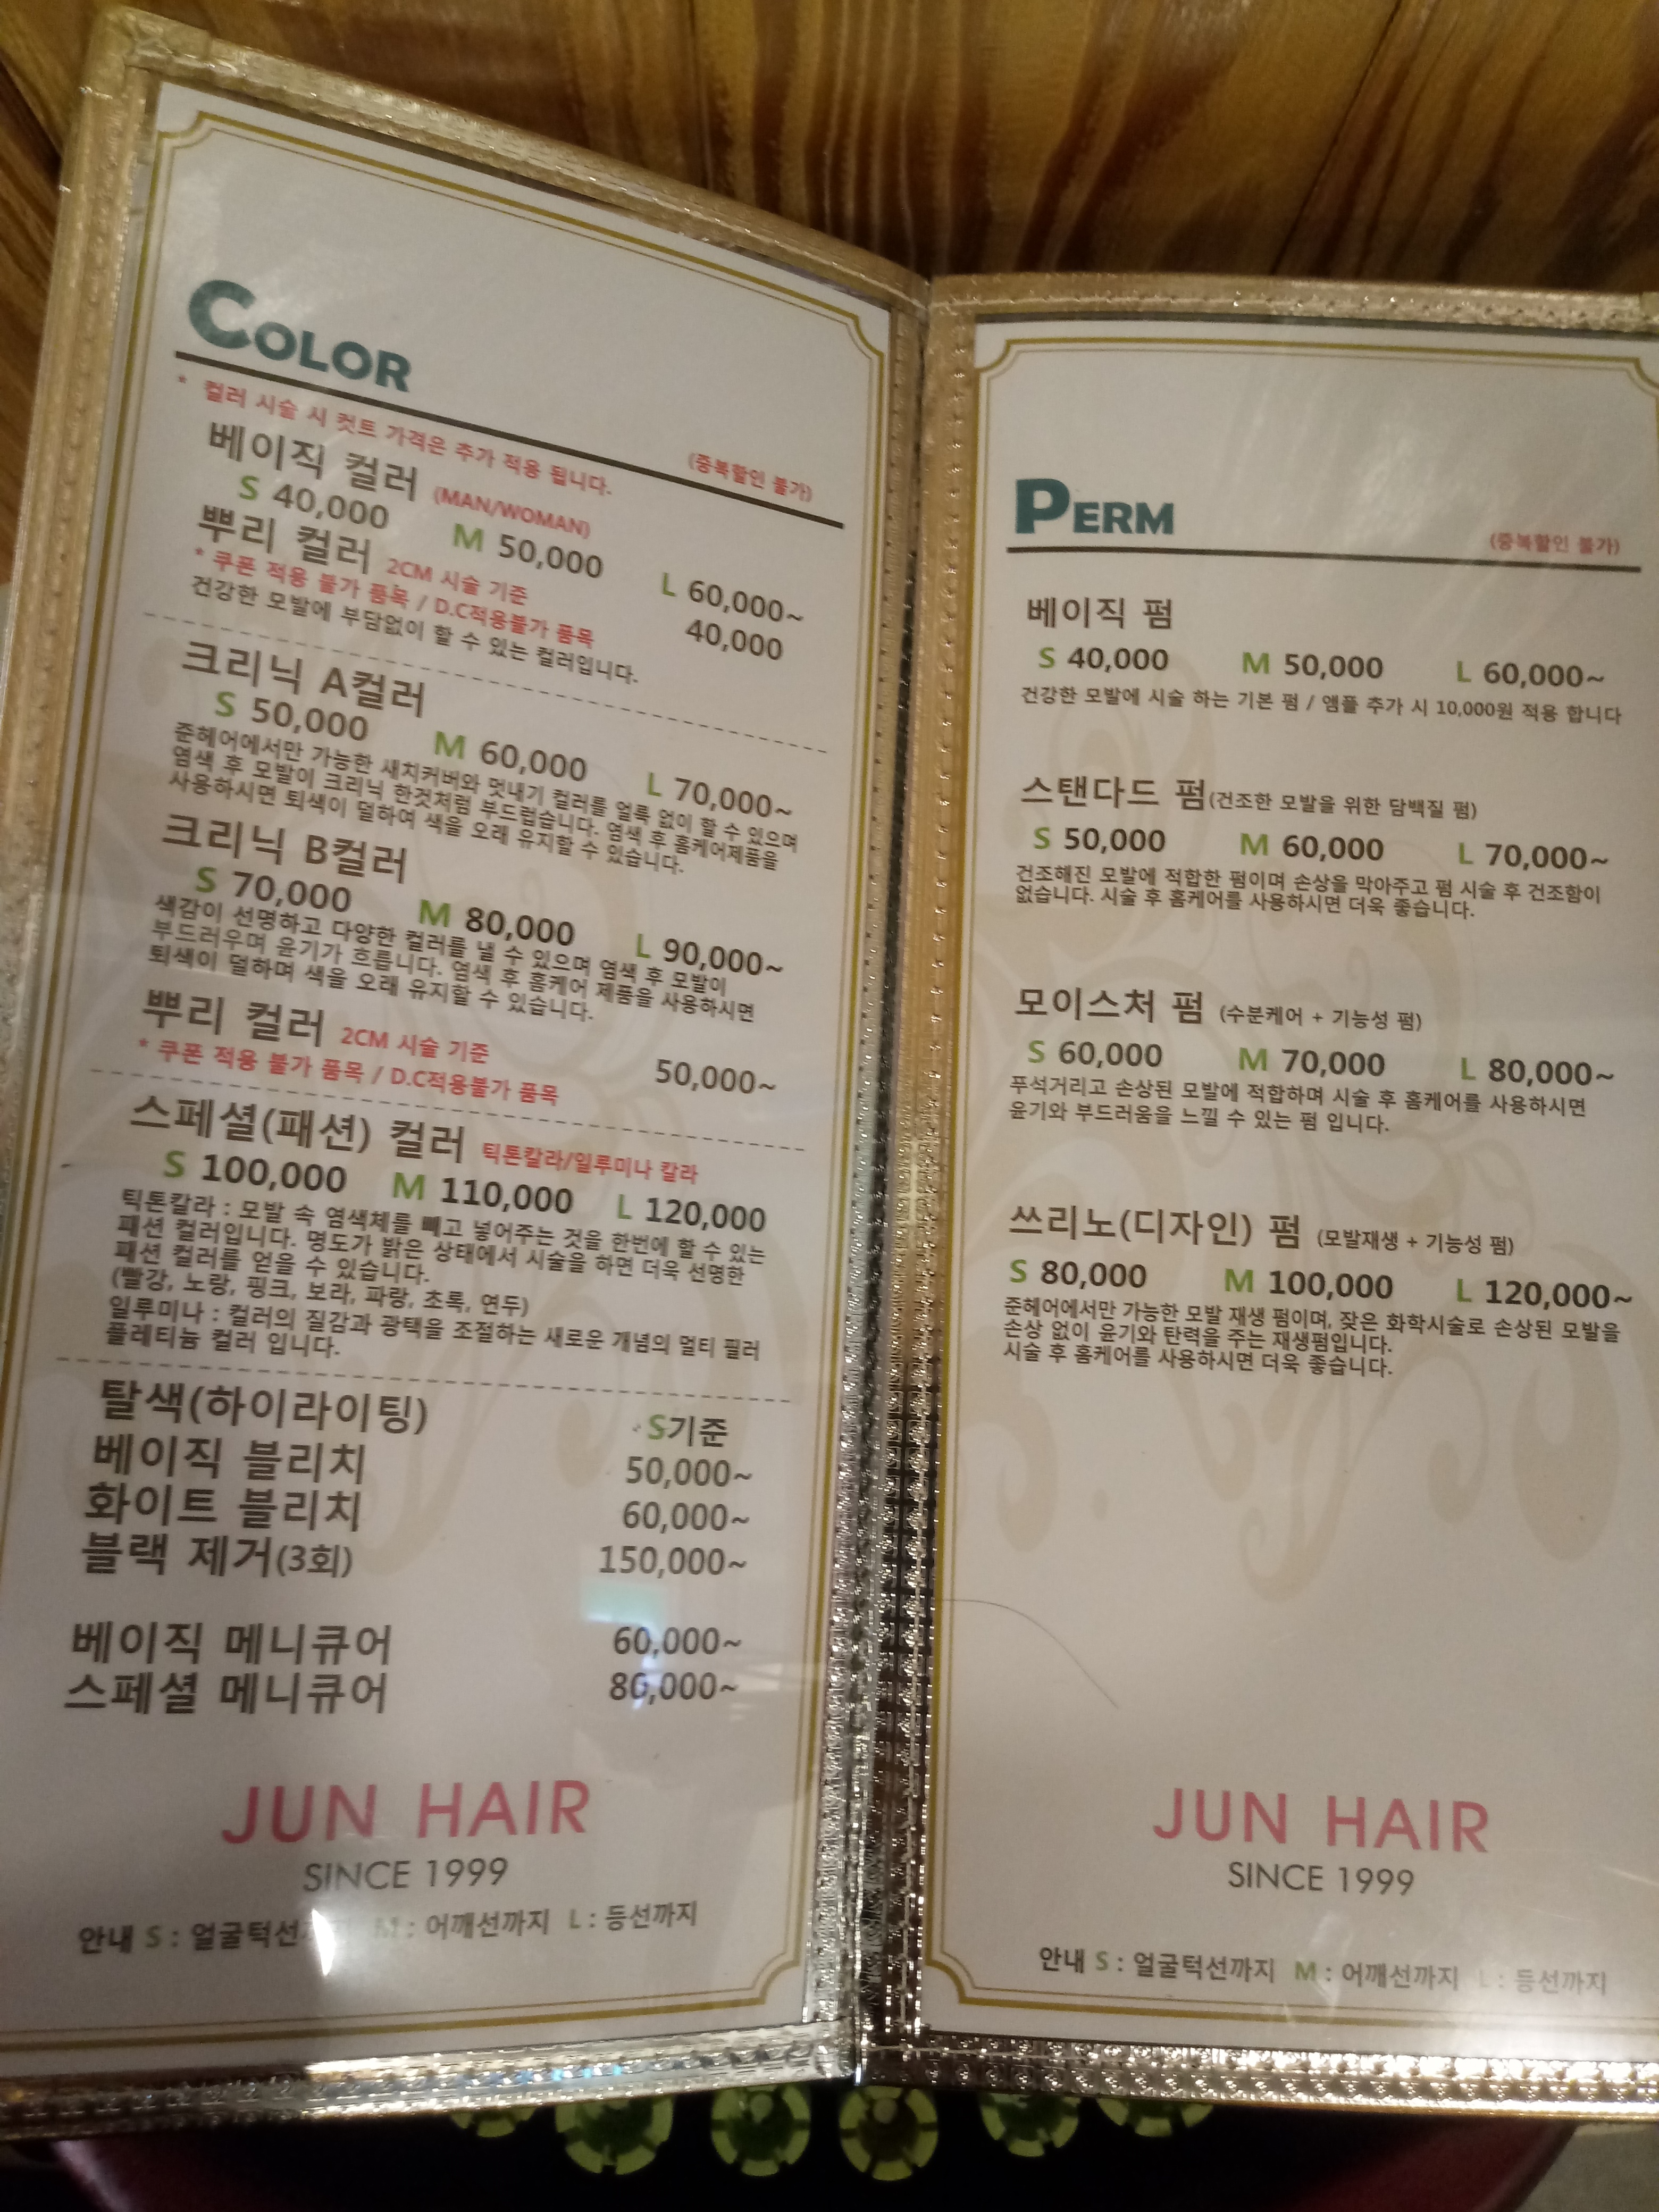 COLOR
(중복할인 불가)
* 컬러 시술 시 컷트 가격은 추가 적용 됩니다.
베이직 컬러 (MAN/WOMAN)
S 40,000 M 50,000 L 60,000~
뿌리 컬러 2CM 시술 기준 40,000
* 쿠폰 적용 불가 품목 / D.C적용불가 품목
건강한 모발에 부담없이 할 수 있는 컬러입니다.
크리닉 A컬러
S 50,000 M 60,000 L 70,000~
준헤어에서만 가능한 새치커버와 멋내기 컬러를 얼룩 없이 할 수 있으며
염색 후 모발이 크리닉 한것처럼 부드럽습니다. 염색 후 홈케어제품을
사용하시면 퇴색이 덜하여 색을 오래 유지할 수 있습니다.
크리닉 B컬러
S 70,000 M 80,000 L 90,000~
색감이 선명하고 다양한 컬러를 낼 수 있으며 염색 후 모발이
부드러우며 윤기가 흐릅니다. 염색 후 홈케어 제품을 사용하시면
퇴색이 덜하며 색을 오래 유지할 수 있습니다.
뿌리 컬러 2CM 시술 기준 50,000~
* 쿠폰 적용 불가 품목 / D.C적용불가 품목
스페셜(패션) 컬러 틱톤칼라/일루미나 칼라
S 100,000 M 110,000 L 120,000
틱톤칼라 : 모발 속 염색체를 빼고 넣어주는 것을 한번에 할 수 있는
패션 컬러입니다. 명도가 밝은 상태에서 시술을 하면 더욱 선명한
패션 컬러를 얻을 수 있습니다.
(빨강, 노랑, 핑크, 보라, 파랑, 초록, 연두)
일루미나 : 컬러의 질감과 광택을 조절하는 새로운 개념의 멀티 필러
플레티늄 컬러 입니다.
탈색(하이라이팅) S기준
베이직 블리치 50,000~
화이트 블리치 60,000~
블랙 제거(3회) 150,000~
베이직 메니큐어 60,000~
스페셜 메니큐어 80,000~
JUN HAIR
SINCE 1999
안내 S : 얼굴턱선까지 M : 어깨선까지 L : 등선까지
PERM
(중복할인 불가)
베이직 펌
S 40,000 M 50,000 L 60,000~
건강한 모발에 시술 하는 기본 펌 / 앰플 추가 시 10,000원 적용 합니다
스탠다드 펌(건조한 모발을 위한 담백질 펌)
S 50,000 M 60,000 L 70,000~
건조해진 모발에 적합한 펌이며 손상을 막아주고 펌 시술 후 건조함이
없습니다. 시술 후 홈케어를 사용하시면 더욱 좋습니다.
모이스처 펌 (수분케어 + 기능성 펌)
S 60,000 M 70,000 L 80,000~
푸석거리고 손상된 모발에 적합하며 시술 후 홈케어를 사용하시면
윤기와 부드러움을 느낄 수 있는 펌 입니다.
쓰리노(디자인) 펌 (모발재생 + 기능성 펌)
S 80,000 M 100,000 L 120,000~
준헤어에서만 가능한 모발 재생 펌이며, 잦은 화학시술로 손상된 모발을
손상 없이 윤기와 탄력을 주는 재생펌입니다.
시술 후 홈케어를 사용하시면 더욱 좋습니다.
JUN HAIR
SINCE 1999
안내 S : 얼굴턱선까지 M : 어깨선까지 L : 등선까지